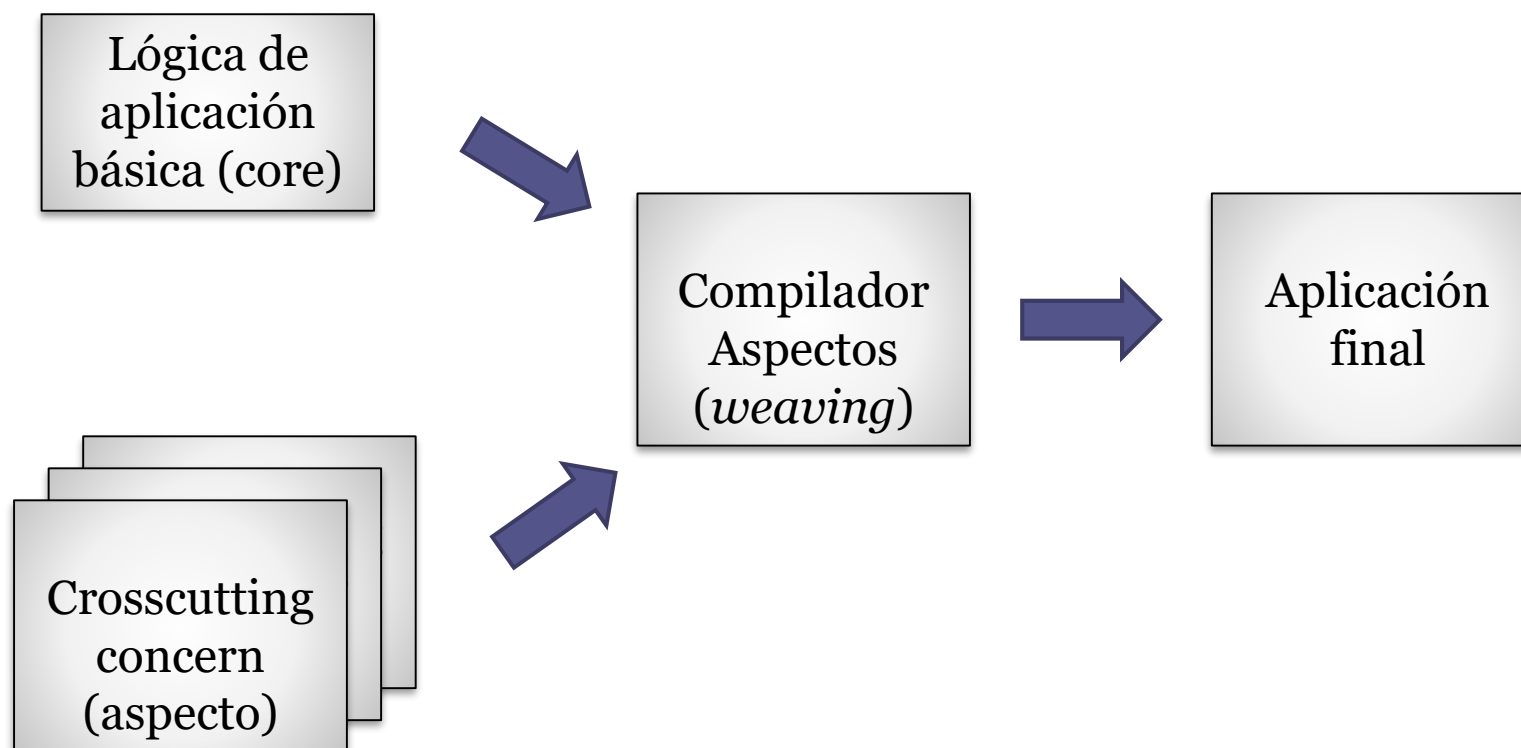 Lógica de
aplicación
básica (core)
Compilador
Aspectos
(weaving)
Aplicación
final
Crosscutting
concern
(aspecto)